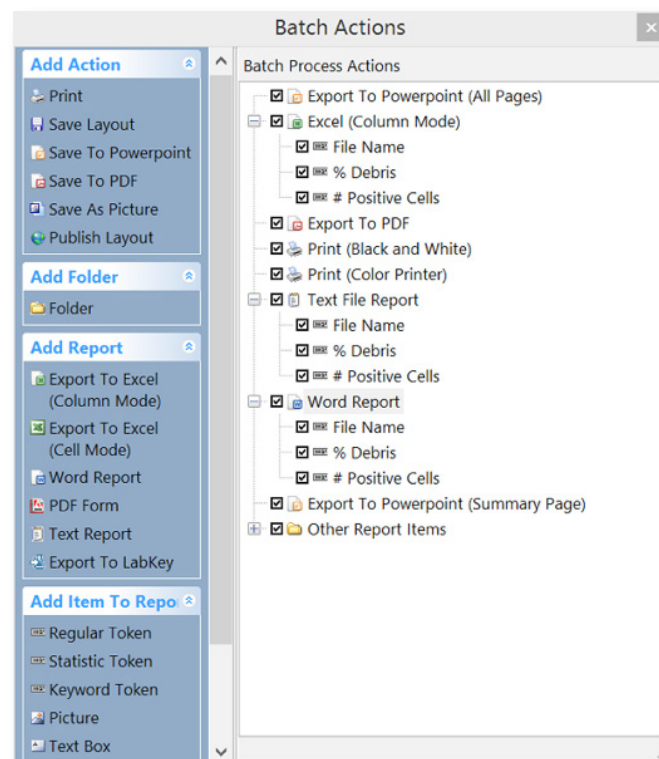 Batch Actions
Add Action
Print
Save Layout
Save To Powerpoint
Save To PDF
Save As Picture
Publish Layout
Add Folder
Folder
Add Report
Export To Excel
(Column Mode)
Export To Excel
(Cell Mode)
Word Report
PDF Form
Text Report
Export To LabKey
Add Item To Repo
Regular Token
Statistic Token
Keyword Token
Picture
Text Box
Batch Process Actions
Export To Powerpoint (All Pages)
Excel (Column Mode)
File Name
% Debris
# Positive Cells
Export To PDF
Print (Black and White)
Print (Color Printer)
Text File Report
File Name
% Debris
# Positive Cells
Word Report
File Name
% Debris
# Positive Cells
Export To Powerpoint (Summary Page)
Other Report Items